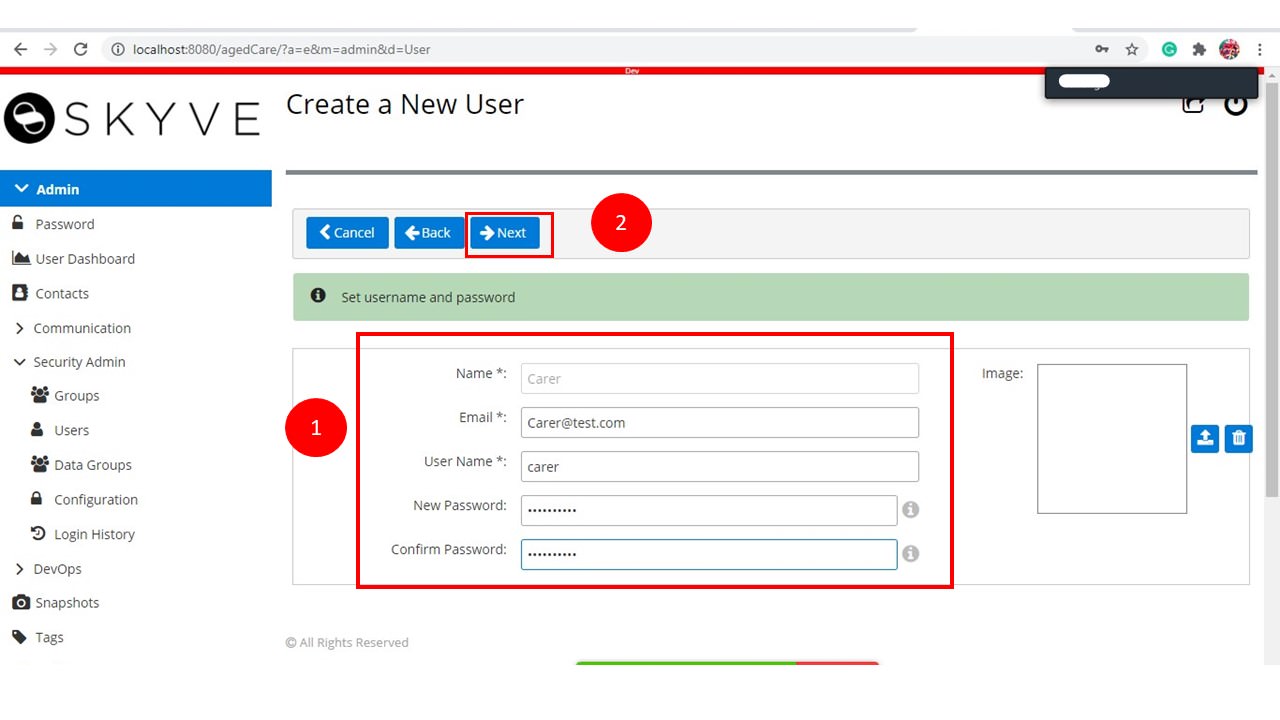 localhost:8080/agedCare/?a=e&m=admin&d=User
Dev
SKYVE
Create a New User
Admin
Password
User Dashboard
Contacts
Communication
Security Admin
Groups
Users
Data Groups
Configuration
Login History
DevOps
Snapshots
Tags
Cancel
Back
Next
2
Set username and password
1
Name *:
Carer
Email *:
Carer@test.com
User Name *:
carer
New Password:
••••••••••
Confirm Password:
••••••••••
Image:
© All Rights Reserved